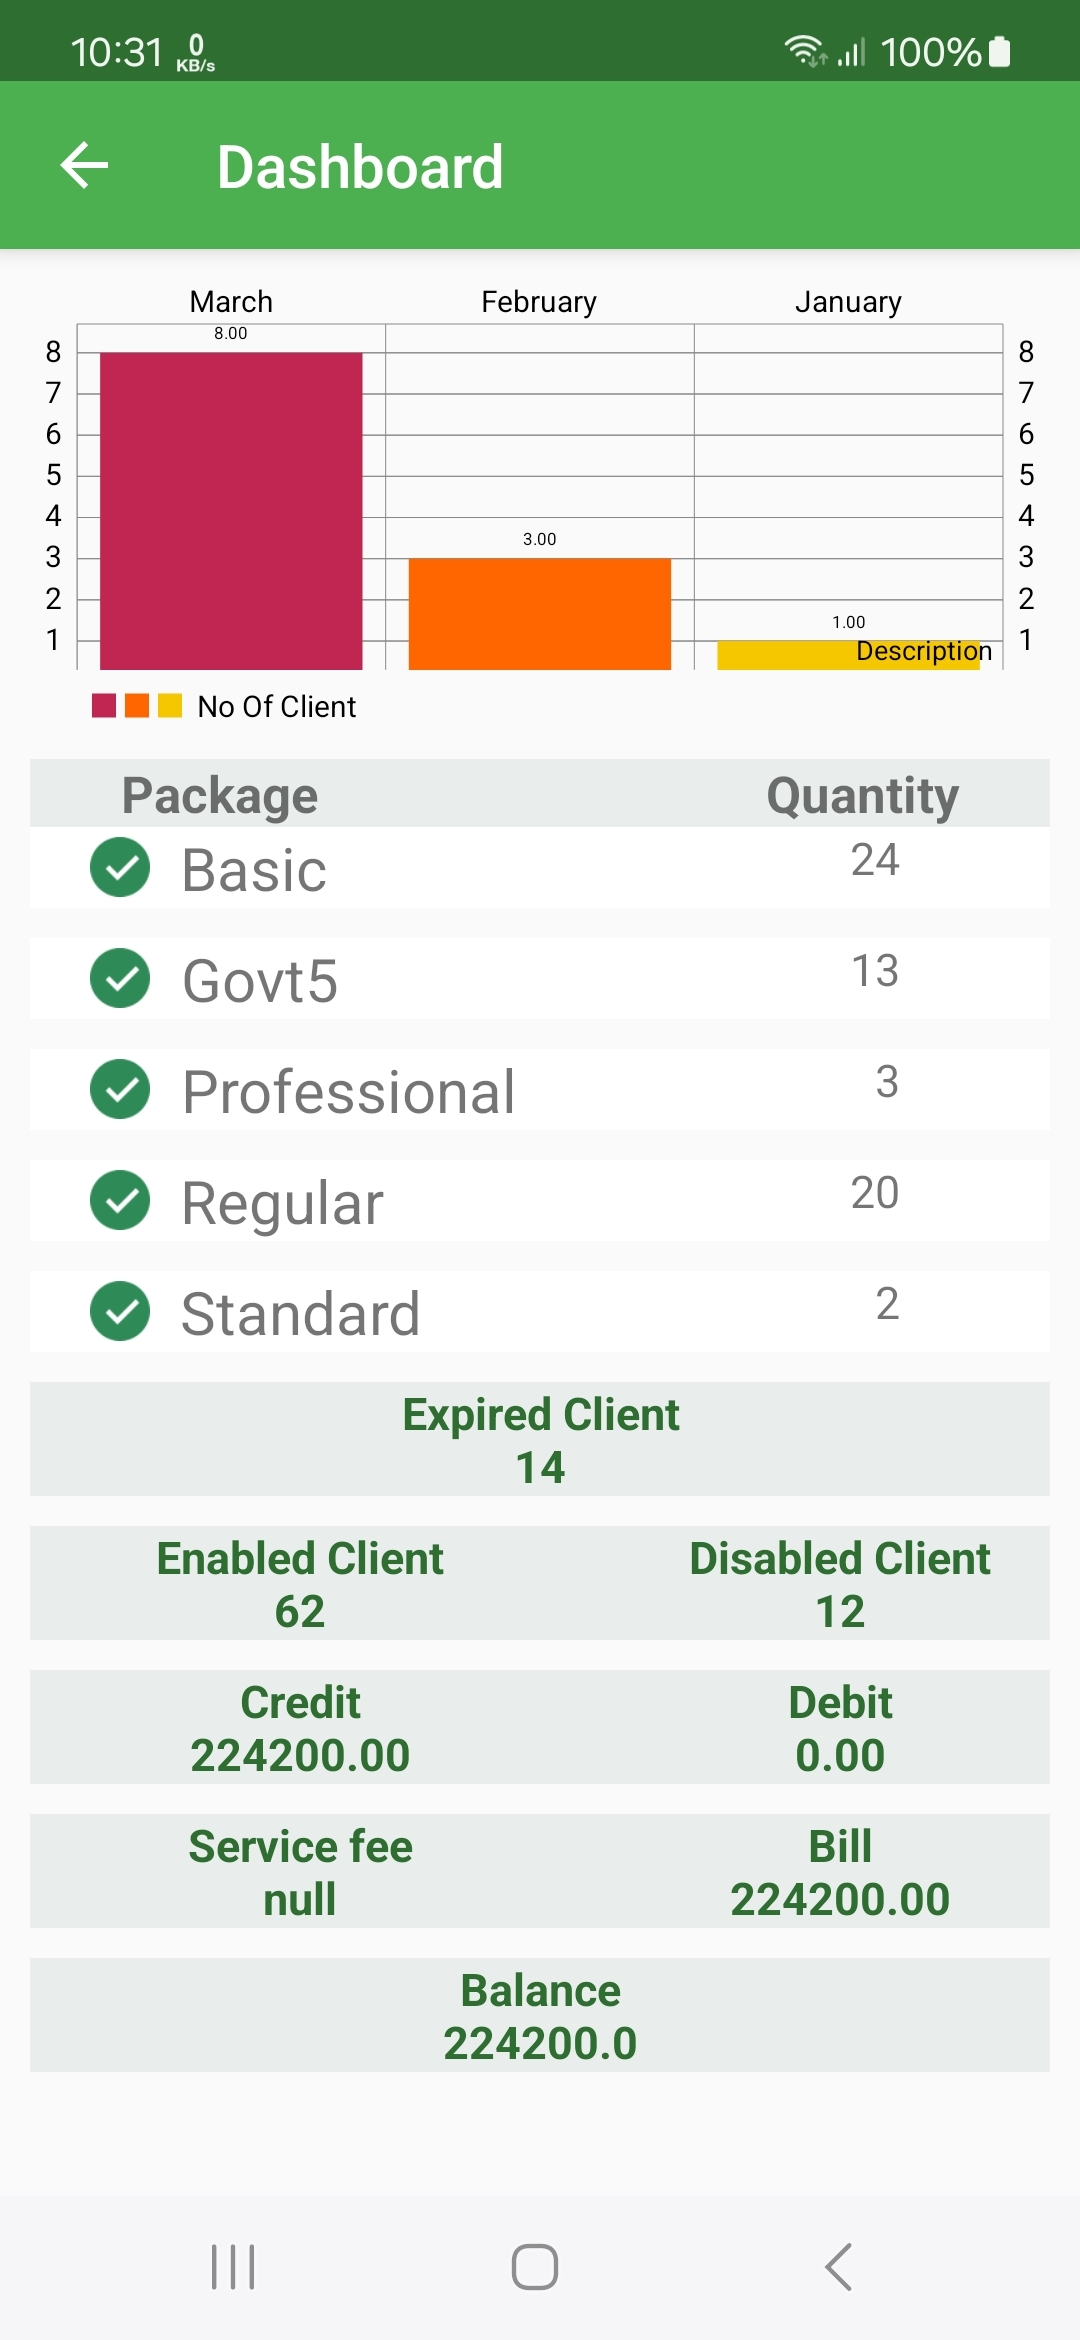 10:31 0 KB/s 100%
Dashboard
March February January
8.00
8 8
7 7
6 6
5 5
4 4
3.00
3 3
2 2
1.00
1 1
Description
No Of Client
Package Quantity
Basic 24
Govt5 13
Professional 3
Regular 20
Standard 2
Expired Client
14
Enabled Client Disabled Client
62 12
Credit Debit
224200.00 0.00
Service fee Bill
null 224200.00
Balance
224200.0